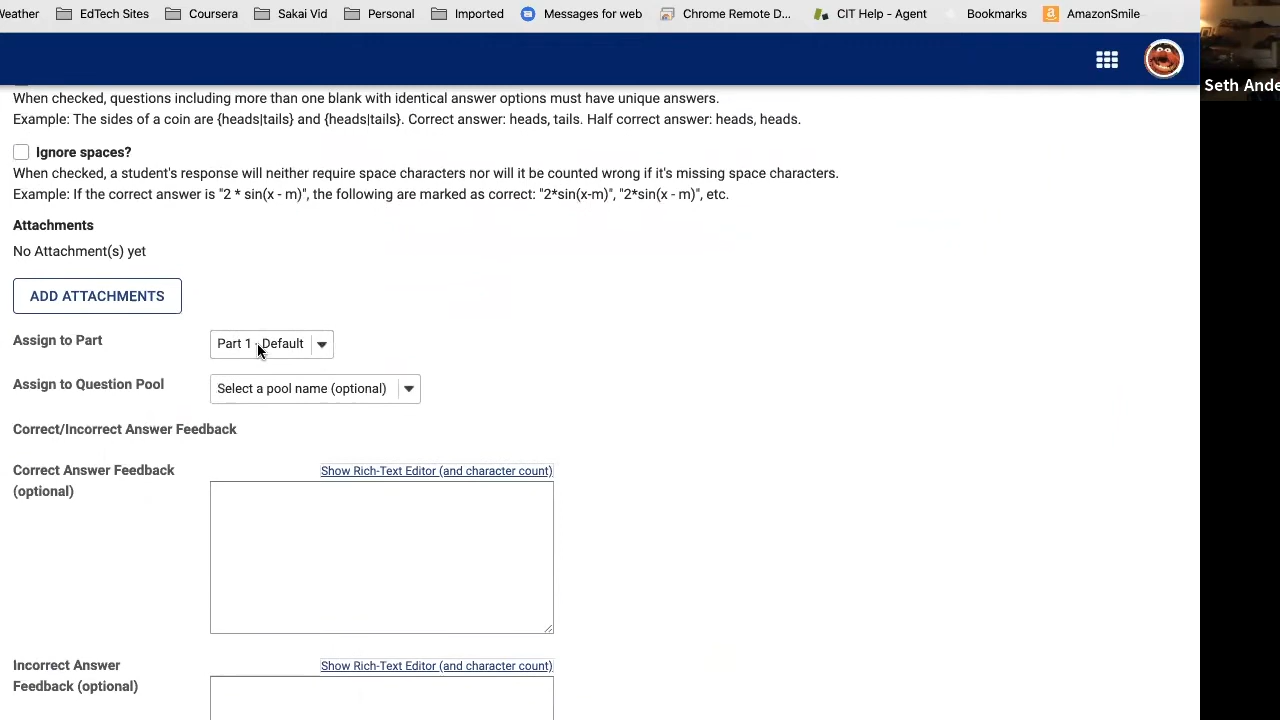 Weather EdTech Sites Coursera Sakai Vid Personal Imported Messages for web Chrome Remote D... CIT Help - Agent Bookmarks AmazonSmile
Seth Ande
When checked, questions including more than one blank with identical answer options must have unique answers.
Example: The sides of a coin are {heads|tails} and {heads|tails}. Correct answer: heads, tails. Half correct answer: heads, heads.
Ignore spaces?
When checked, a student's response will neither require space characters nor will it be counted wrong if it's missing space characters.
Example: If the correct answer is "2 * sin(x - m)", the following are marked as correct: "2*sin(x-m)", "2*sin(x - m)", etc.
Attachments
No Attachment(s) yet
ADD ATTACHMENTS
Assign to Part Part 1 - Default
Assign to Question Pool Select a pool name (optional)
Correct/Incorrect Answer Feedback
Correct Answer Feedback Show Rich-Text Editor (and character count)
(optional)
Incorrect Answer Show Rich-Text Editor (and character count)
Feedback (optional)